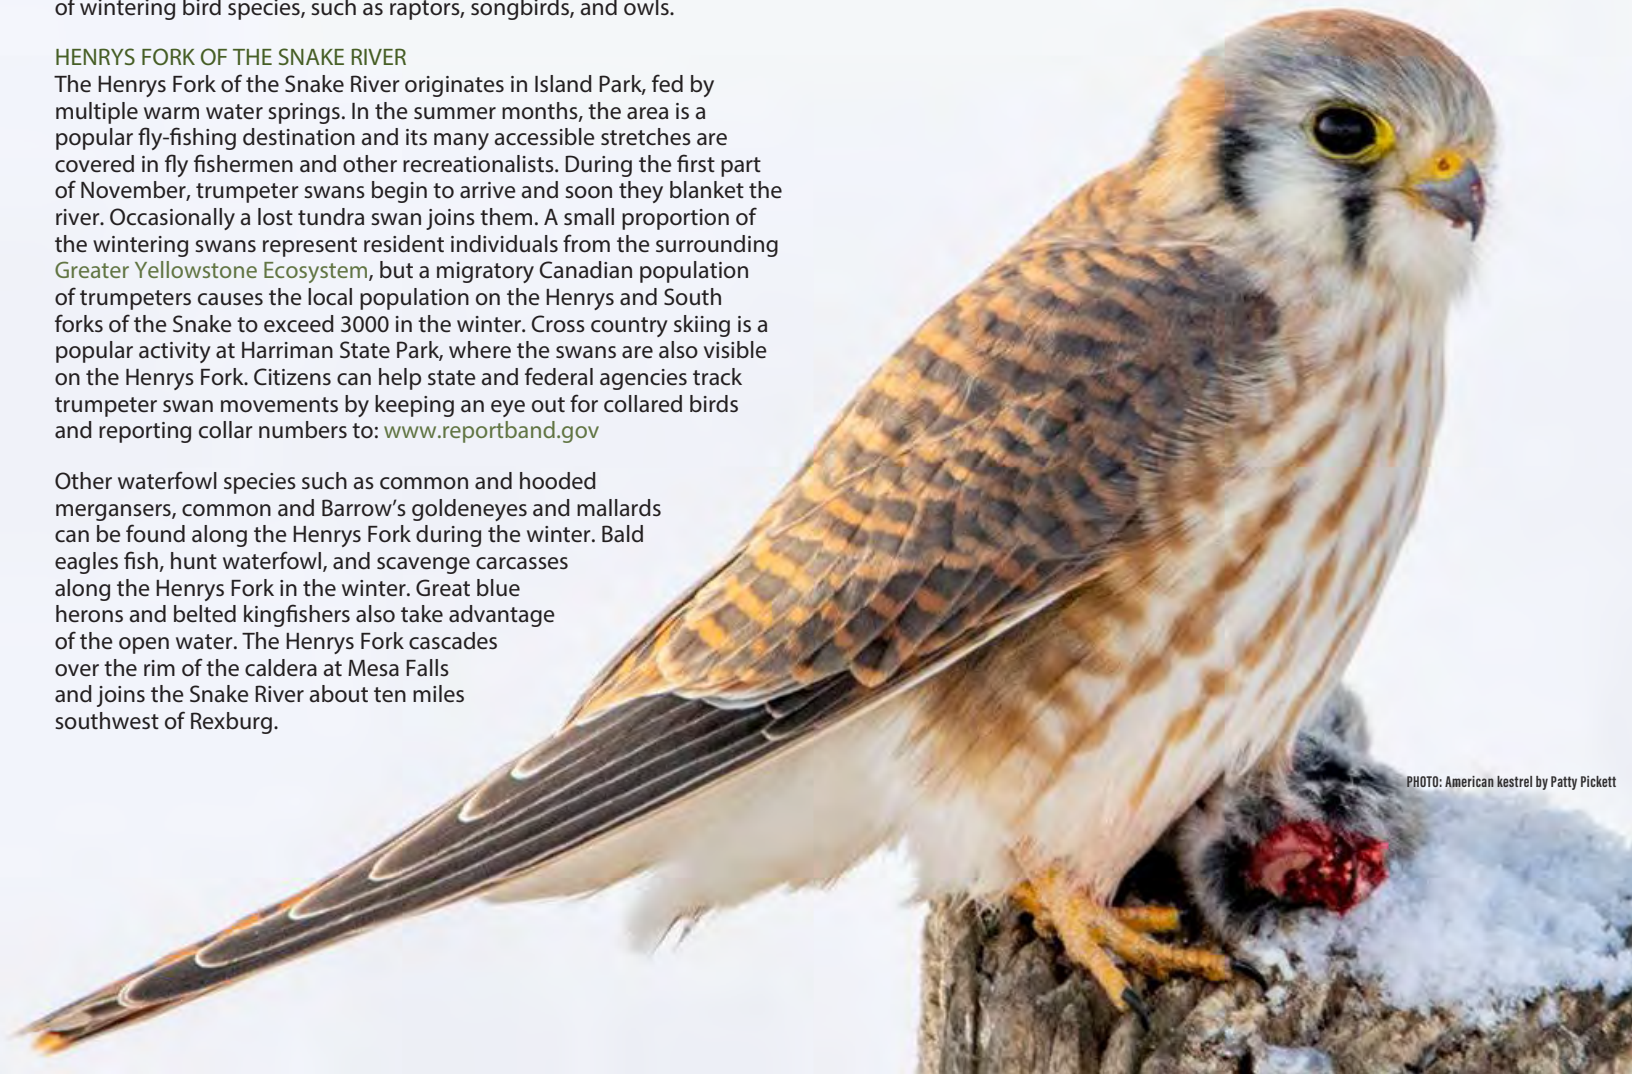 of wintering bird species, such as raptors, songbirds, and owls.
HENRYS FORK OF THE SNAKE RIVER
The Henrys Fork of the Snake River originates in Island Park, fed by
multiple warm water springs. In the summer months, the area is a
popular fly-fishing destination and its many accessible stretches are
covered in fly fishermen and other recreationalists. During the first part
of November, trumpeter swans begin to arrive and soon they blanket the
river. Occasionally a lost tundra swan joins them. A small proportion of
the wintering swans represent resident individuals from the surrounding
Greater Yellowstone Ecosystem, but a migratory Canadian population
of trumpeters causes the local population on the Henrys and South
forks of the Snake to exceed 3000 in the winter. Cross country skiing is a
popular activity at Harriman State Park, where the swans are also visible
on the Henrys Fork. Citizens can help state and federal agencies track
trumpeter swan movements by keeping an eye out for collared birds
and reporting collar numbers to: www.reportband.gov
Other waterfowl species such as common and hooded
mergansers, common and Barrow’s goldeneyes and mallards
can be found along the Henrys Fork during the winter. Bald
eagles fish, hunt waterfowl, and scavenge carcasses
along the Henrys Fork in the winter. Great blue
herons and belted kingfishers also take advantage
of the open water. The Henrys Fork cascades
over the rim of the caldera at Mesa Falls
and joins the Snake River about ten miles
southwest of Rexburg.
PHOTO: American kestrel by Patty Pickett